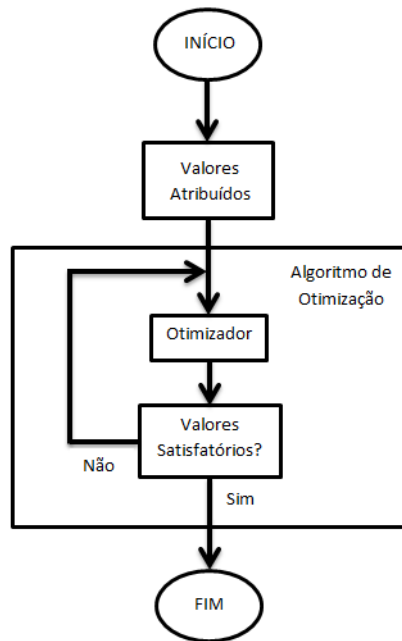 INÍCIO
Valores
Atribuídos
Algoritmo de
Otimização
Otimizador
Valores
Satisfatórios?
Não
Sim
FIM